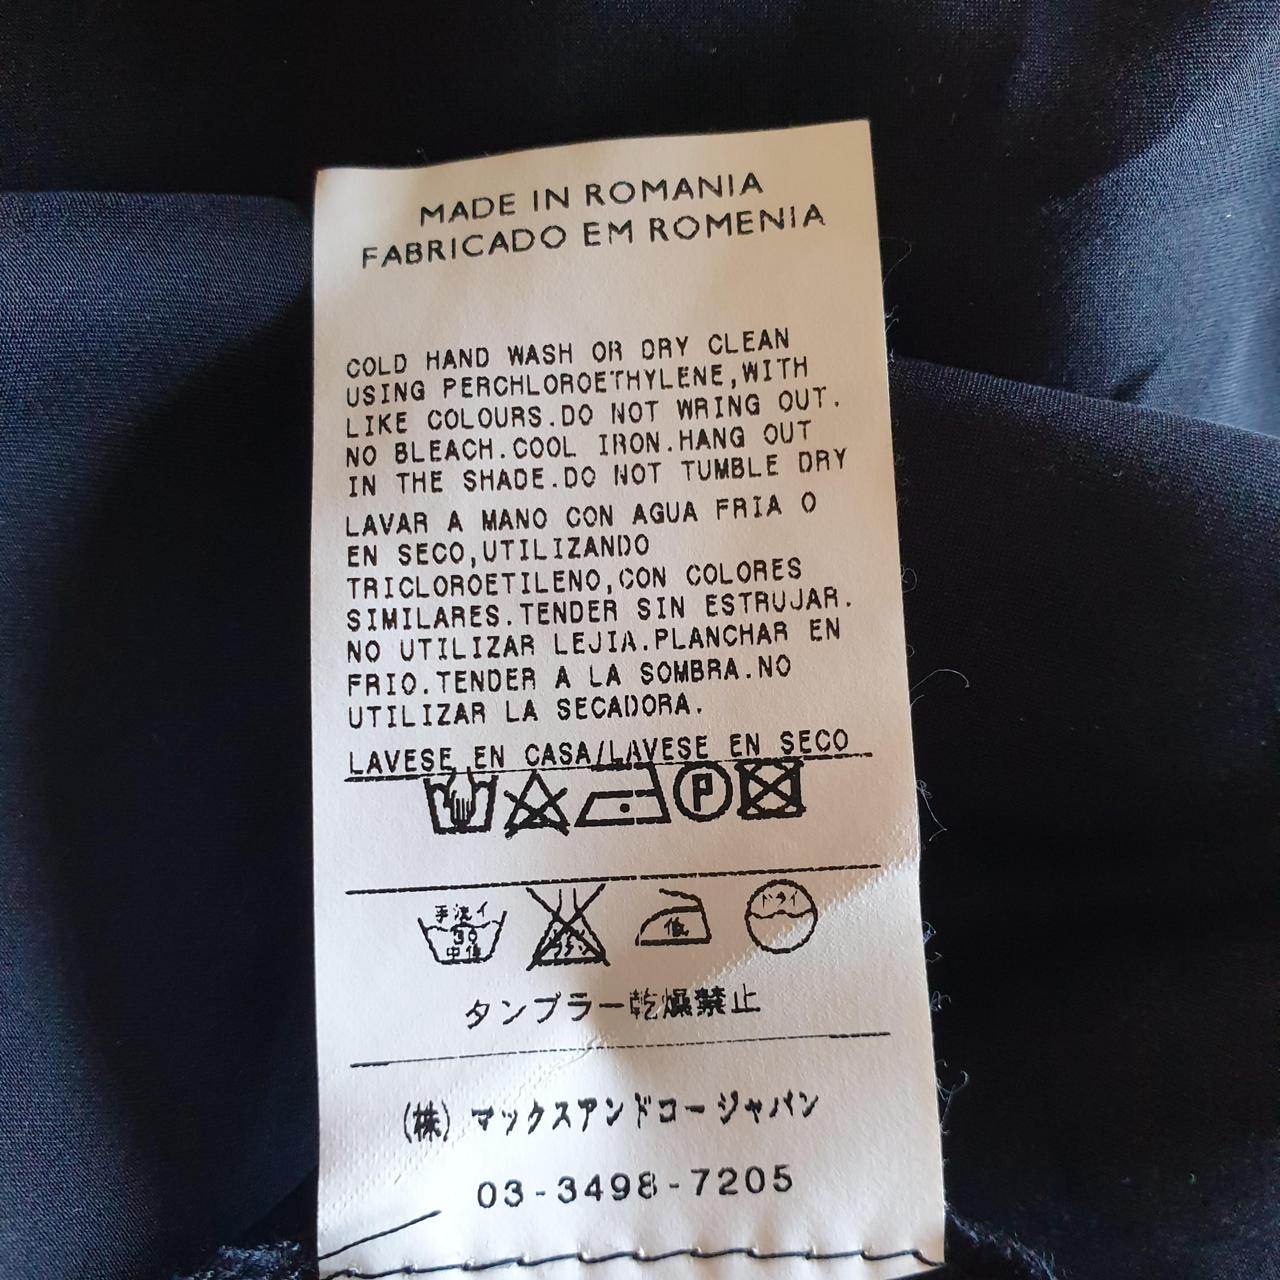 MADE IN ROMANIA
FABRICADO EM ROMENIA
COLD HAND WASH OR DRY CLEAN
USING PERCHLOROETHYLENE,WITH
LIKE COLOURS.DO NOT WRING OUT.
NO BLEACH.COOL IRON.HANG OUT
IN THE SHADE.DO NOT TUMBLE DRY
LAVAR A MANO CON AGUA FRIA O
EN SECO,UTILIZANDO
TRICLOROETILENO,CON COLORES
SIMILARES.TENDER SIN ESTRUJAR.
NO UTILIZAR LEJIA.PLANCHAR EN
FRIO.TENDER A LA SOMBRA.NO
UTILIZAR LA SECADORA.
LAVESE EN CASA/LAVESE EN SECO
P
手洗イ
30
中性
低
ドライ
タンブラー乾燥禁止
(株) マックスアンドコージャパン
03-3498-7205